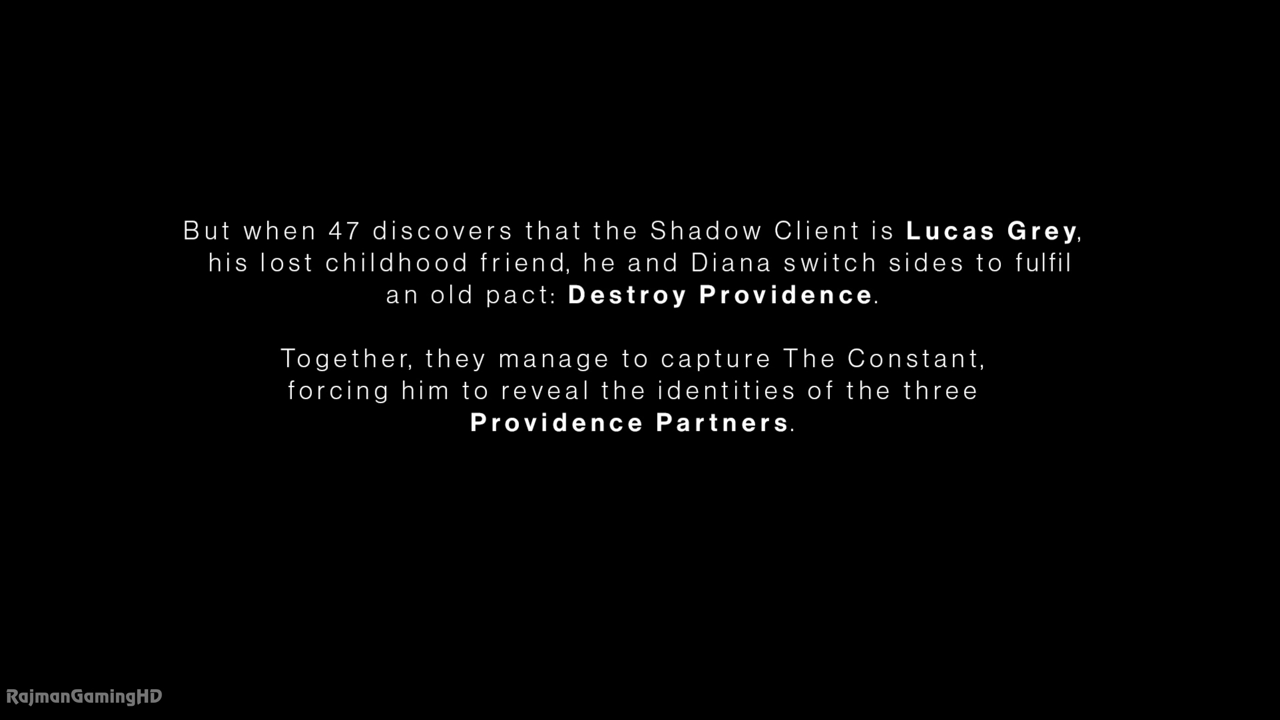 But when 47 discovers that the Shadow Client is Lucas Grey,
his lost childhood friend, he and Diana switch sides to fulfil
an old pact: Destroy Providence.
Together, they manage to capture The Constant,
forcing him to reveal the identities of the three
Providence Partners.
RajmanGamingHD